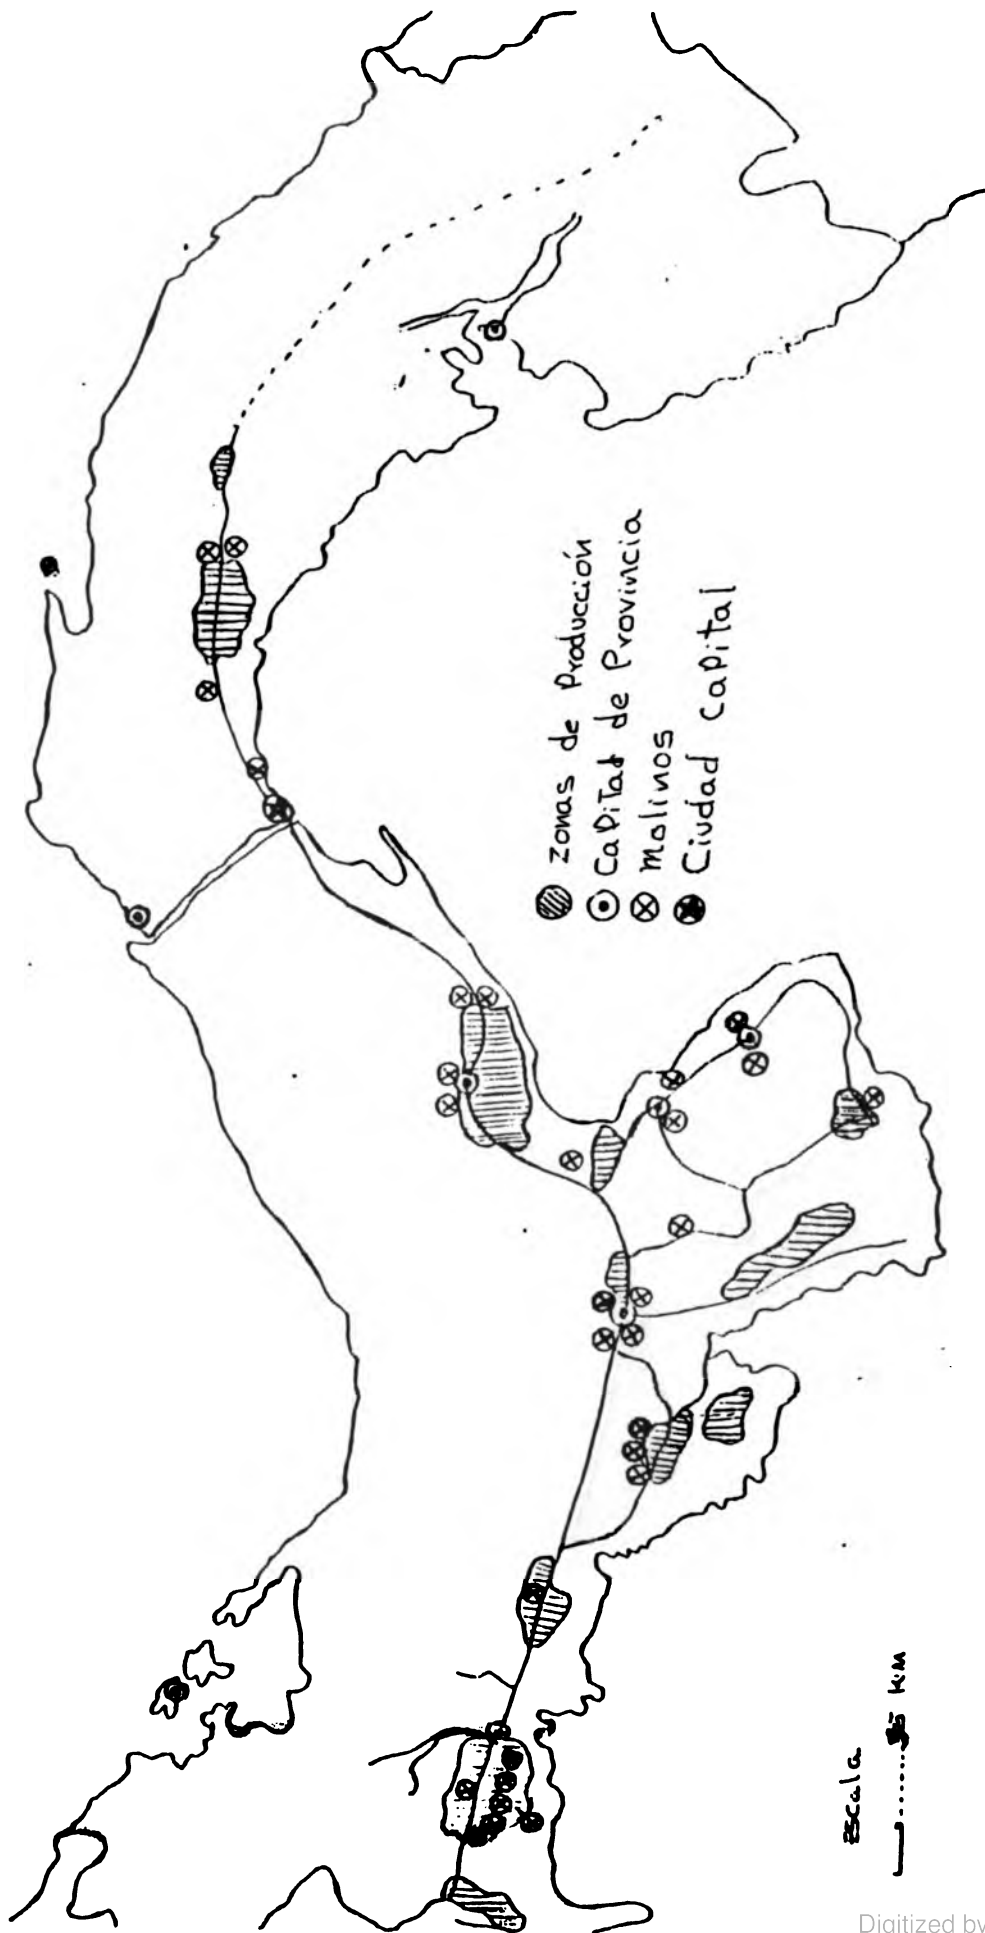 zonas de Producción
Capital de Provincia
Molinos
Ciudad Capital
Escala
Km
Digitized by